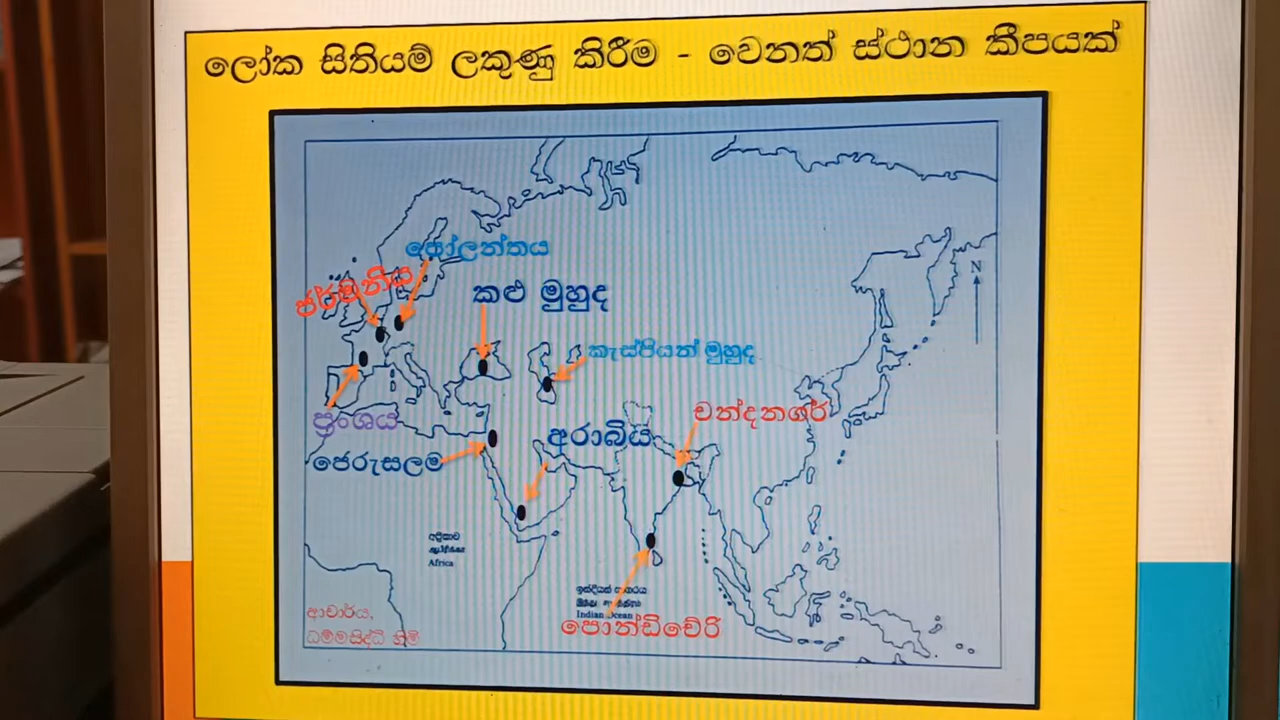 ලෝක සිතියම් ලකුණු කිරීම - වෙනත් ස්ථාන කීපයක්
පෝලන්තය
ජර්මනිය
කළු මුහුද
N
කැස්පියන් මුහුද
ප්‍රංශය
චන්දනගර්
අරාබිය
ජෙරුසලම
අප්‍රිකාව
Africa
ඉන්දියන් සාගරය
Indian Ocean
ආචාර්ය.
ධම්මසිද්ධි හිමි
පොන්ඩිචේරි